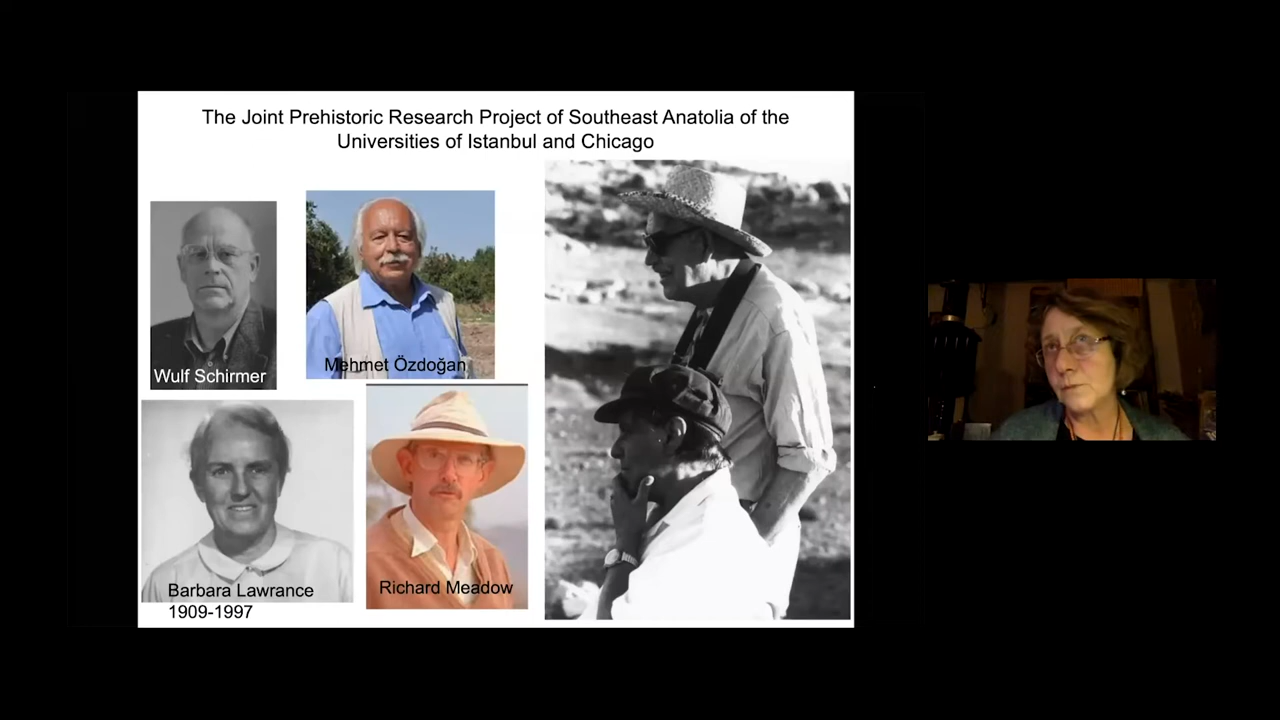 The Joint Prehistoric Research Project of Southeast Anatolia of the
Universities of Istanbul and Chicago
Wulf Schirmer
Mehmet Özdoğan
Barbara Lawrance
1909-1997
Richard Meadow